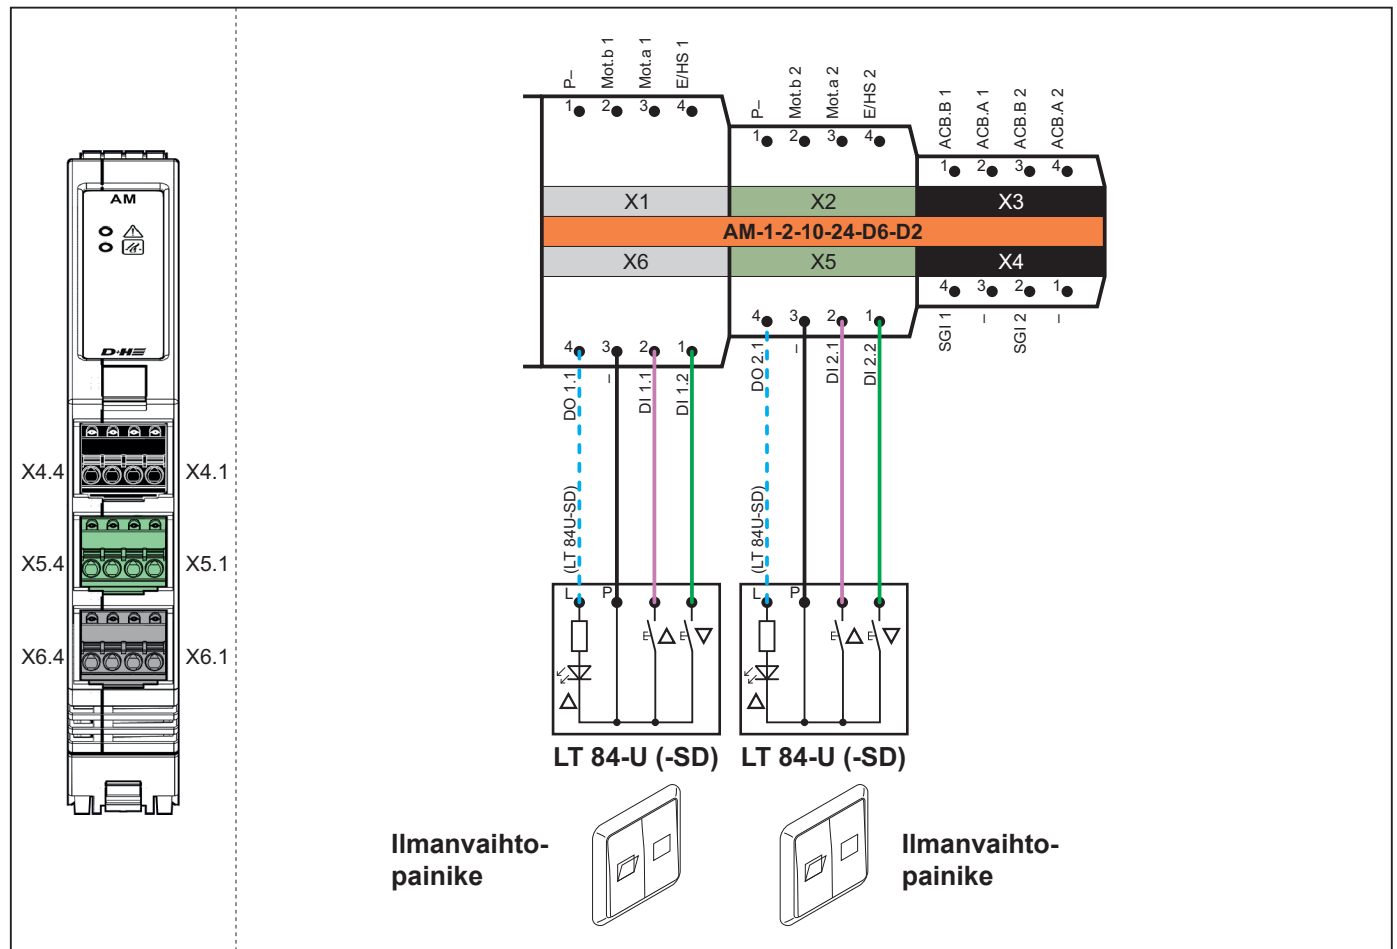 AM
D+H
X4.4
X4.1
X5.4
X5.1
X6.4
X6.1
P–
Mot.b 1
Mot.a 1
E/HS 1
1
2
3
4
P–
Mot.b 2
Mot.a 2
E/HS 2
1
2
3
4
ACB.B 1
ACB.A 1
ACB.B 2
ACB.A 2
1
2
3
4
X1
X2
X3
AM-1-2-10-24-D6-D2
X6
X5
X4
4
3
2
1
SGI 1
–
SGI 2
–
4
3
2
1
DO 2.1
–
DI 2.1
DI 2.2
4
3
2
1
DO 1.1
–
DI 1.1
DI 1.2
(LT 84U-SD)
(LT 84U-SD)
L
P
L
P
LT 84-U (-SD)
LT 84-U (-SD)
Ilmanvaihto-
painike
Ilmanvaihto-
painike